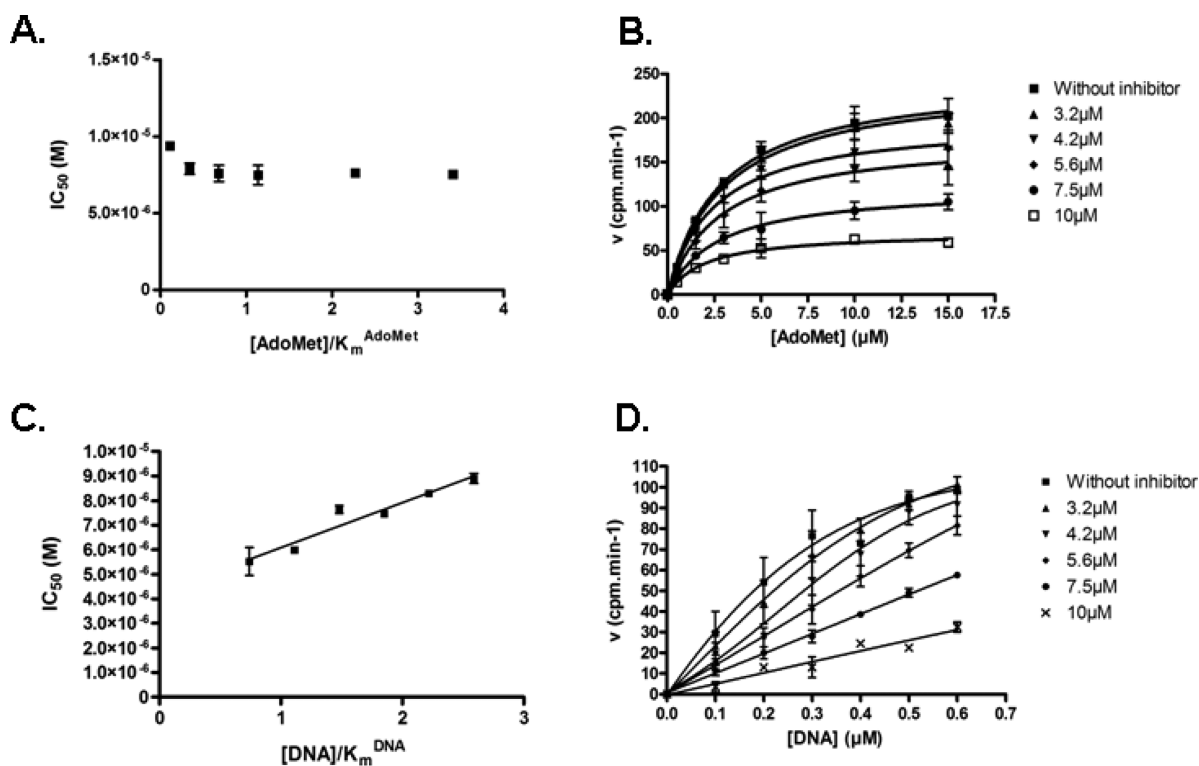 A.
1.5×10⁻⁵
1.0×10⁻⁵
5.0×10⁻⁶
0
IC₅₀ (M)
0 1 2 3 4
[AdoMet]/Kₘᴬᵈᵒᴹᵉᵗ
B.
250
200
150
100
50
0
v (cpm.min-1)
0.0 2.5 5.0 7.5 10.0 12.5 15.0 17.5
[AdoMet] (µM)
Without inhibitor
3.2µM
4.2µM
5.6µM
7.5µM
10µM
C.
1.0×10⁻⁵
9.0×10⁻⁶
8.0×10⁻⁶
7.0×10⁻⁶
6.0×10⁻⁶
5.0×10⁻⁶
4.0×10⁻⁶
3.0×10⁻⁶
2.0×10⁻⁶
1.0×10⁻⁶
0
IC₅₀ (M)
0 1 2 3
[DNA]/Kₘᴰᴺᴬ
D.
110
100
90
80
70
60
50
40
30
20
10
0
v (cpm.min-1)
0.0 0.1 0.2 0.3 0.4 0.5 0.6 0.7
[DNA] (µM)
Without inhibitor
3.2µM
4.2µM
5.6µM
7.5µM
10µM